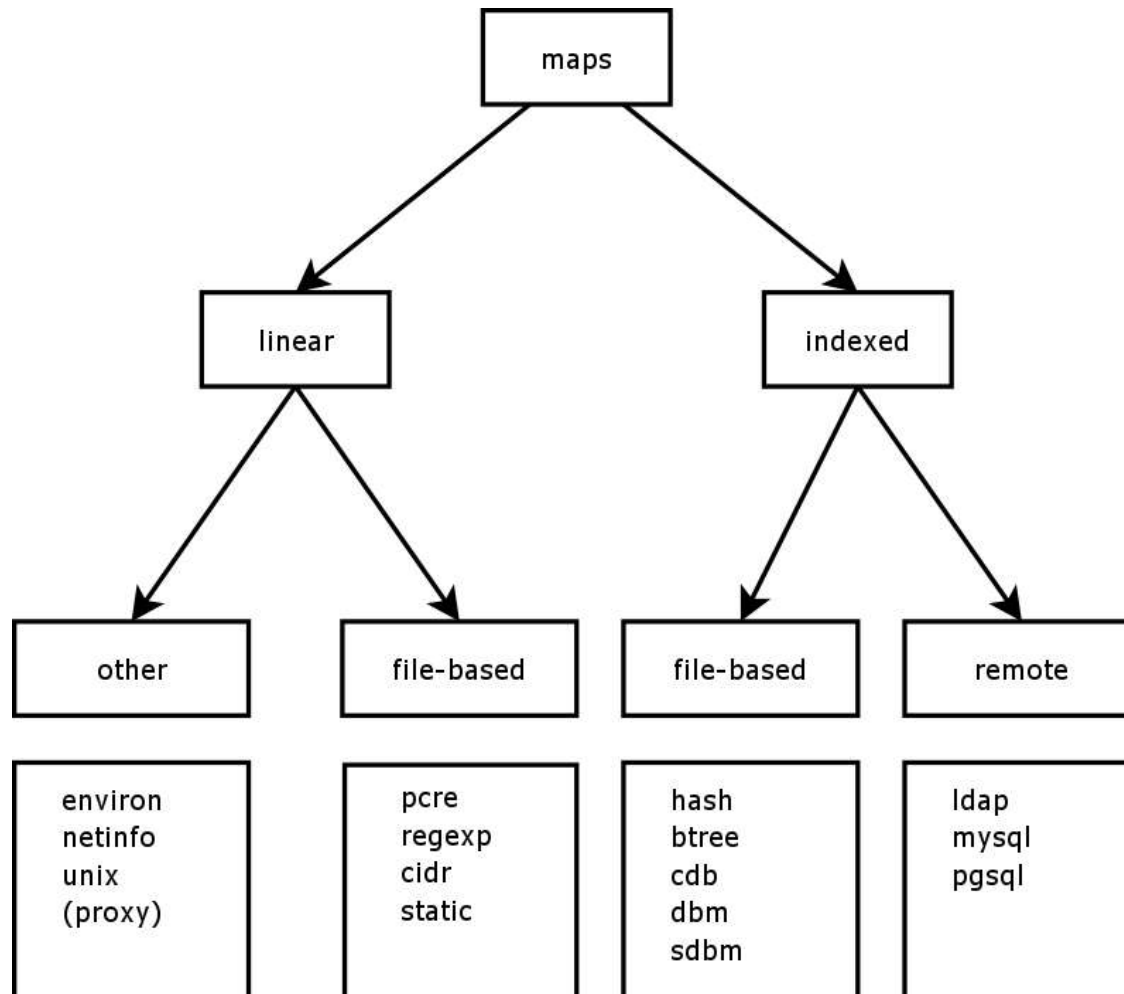 maps
linear
indexed
other
file-based
file-based
remote
environ
netinfo
unix
(proxy)
pcre
regexp
cidr
static
hash
btree
cdb
dbm
sdbm
ldap
mysql
pgsql